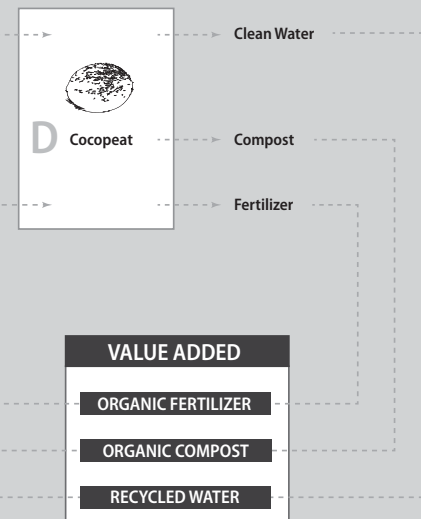 Clean Water
D Cocopeat
Compost
Fertilizer
VALUE ADDED
ORGANIC FERTILIZER
ORGANIC COMPOST
RECYCLED WATER